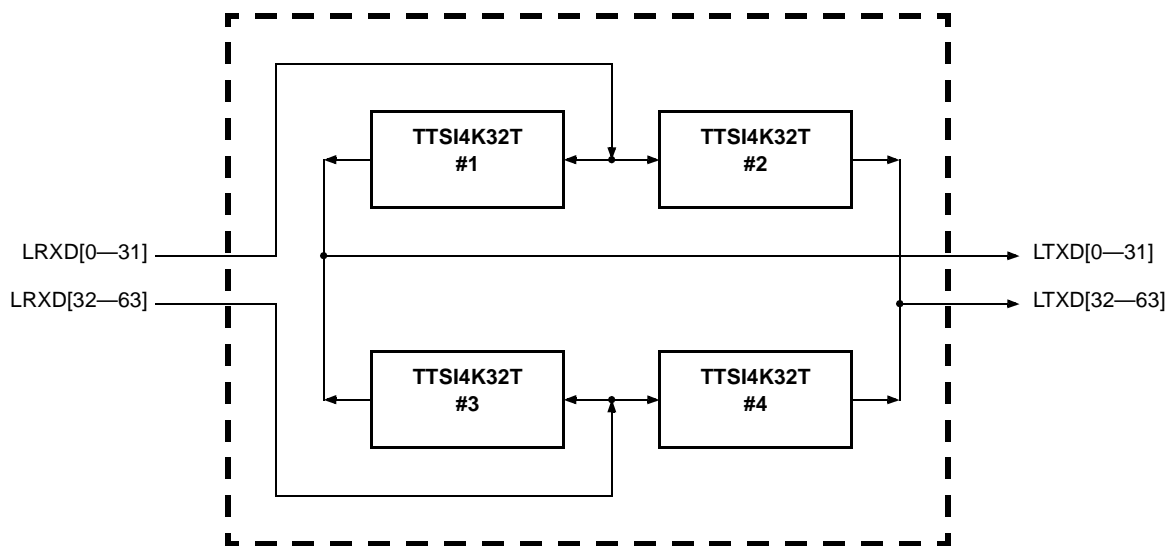 TTSI4K32T
#1
TTSI4K32T
#2
LRXD[0—31]
LTXD[0—31]
LRXD[32—63]
LTXD[32—63]
TTSI4K32T
#3
TTSI4K32T
#4